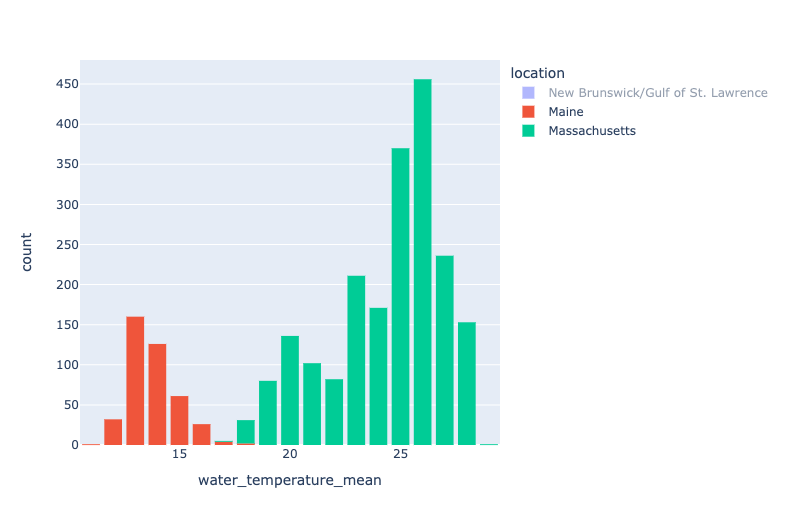 location
New Brunswick/Gulf of St. Lawrence
Maine
Massachusetts
450
400
350
300
250
200
150
100
50
0
count
15 20 25
water_temperature_mean